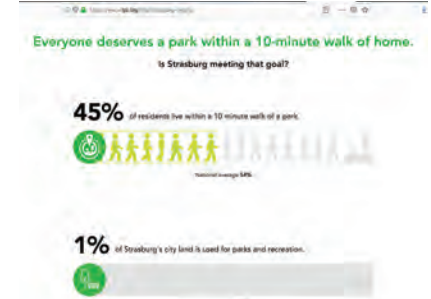 Everyone deserves a park within a 10-minute walk of home.
Is Strasburg meeting that goal?
45% of residents live within a 10 minute walk of a park.
National average 54%
1% of Strasburg's city land is used for parks and recreation.